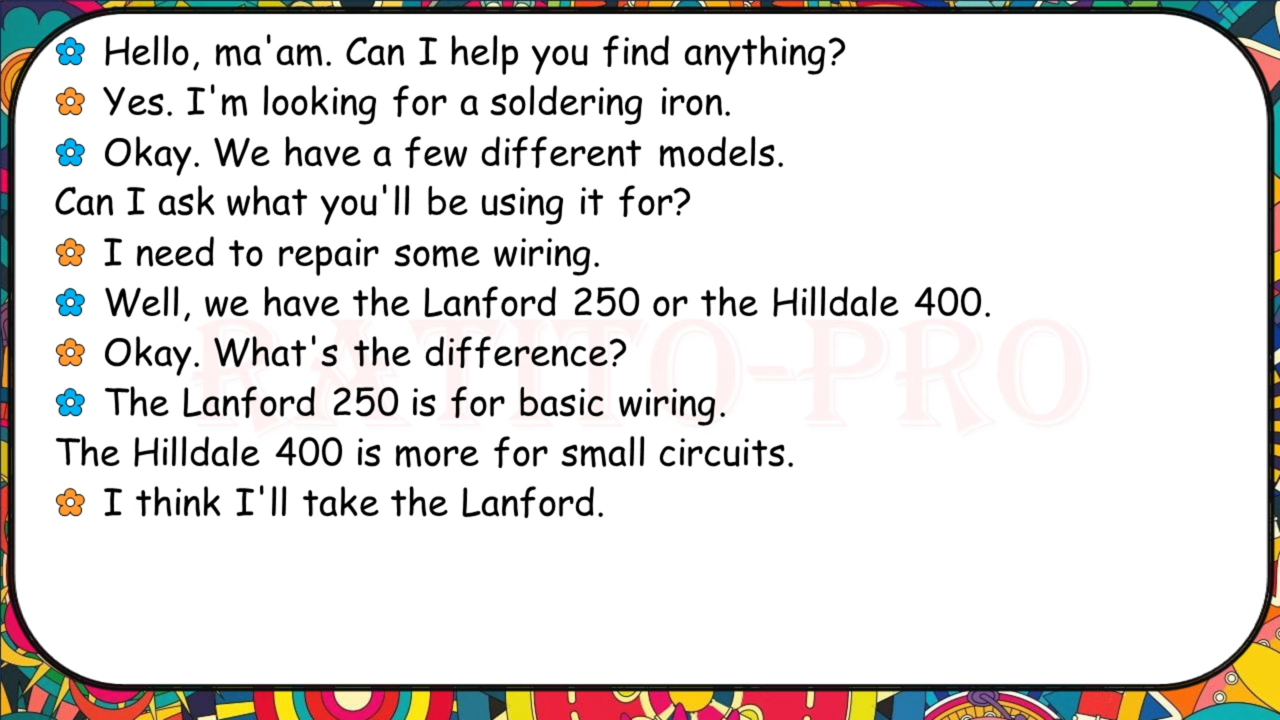 Hello, ma'am. Can I help you find anything?
Yes. I'm looking for a soldering iron.
Okay. We have a few different models.
Can I ask what you'll be using it for?
I need to repair some wiring.
Well, we have the Lanford 250 or the Hilldale 400.
RATITO-PRO
Okay. What's the difference?
The Lanford 250 is for basic wiring.
The Hilldale 400 is more for small circuits.
I think I'll take the Lanford.